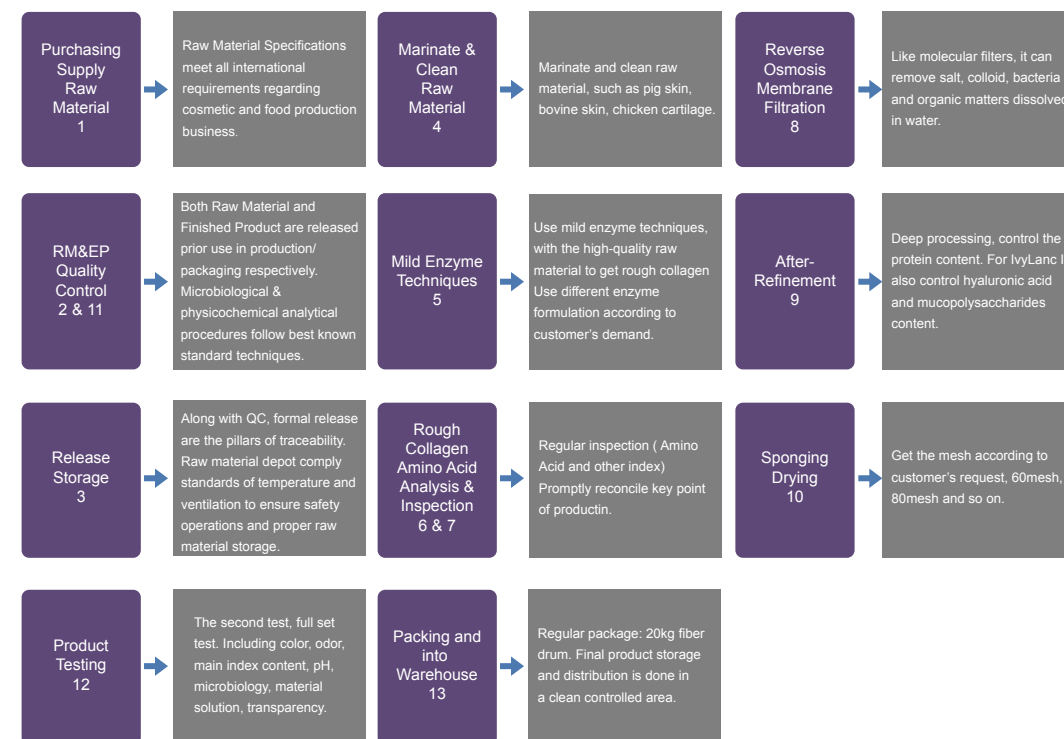 Purchasing
Supply
Raw
Material
1
Raw Material Specifications
meet all international
requirements regarding
cosmetic and food production
business.
Marinate &
Clean
Raw
Material
4
Marinate and clean raw
material, such as pig skin,
bovine skin, chicken cartilage.
Reverse
Osmosis
Membrane
Filtration
8
Like molecular filters, it can
remove salt, colloid, bacteria
and organic matters dissolved
in water.
RM&EP
Quality
Control
2 & 11
Both Raw Material and
Finished Product are released
prior use in production/
packaging respectively.
Microbiological &
physicochemical analytical
procedures follow best known
standard techniques.
Mild Enzyme
Techniques
5
Use mild enzyme techniques,
with the high-quality raw
material to get rough collagen
Use different enzyme
formulation according to
customer’s demand.
After-
Refinement
9
Deep processing, control the
protein content. For IvyLanc
also control hyaluronic acid
and mucopolysaccharides
content.
Release
Storage
3
Along with QC, formal release
are the pillars of traceability.
Raw material depot comply
standards of temperature and
ventilation to ensure safety
operations and proper raw
material storage.
Rough
Collagen
Amino Acid
Analysis &
Inspection
6 & 7
Regular inspection ( Amino
Acid and other index)
Promptly reconcile key point
of productin.
Sponging
Drying
10
Get the mesh according to
customer’s request, 60mesh,
80mesh and so on.
Product
Testing
12
The second test, full set
test. Including color, odor,
main index content, pH,
microbiology, material
solution, transparency.
Packing and
into
Warehouse
13
Regular package: 20kg fiber
drum. Final product storage
and distribution is done in
a clean controlled area.